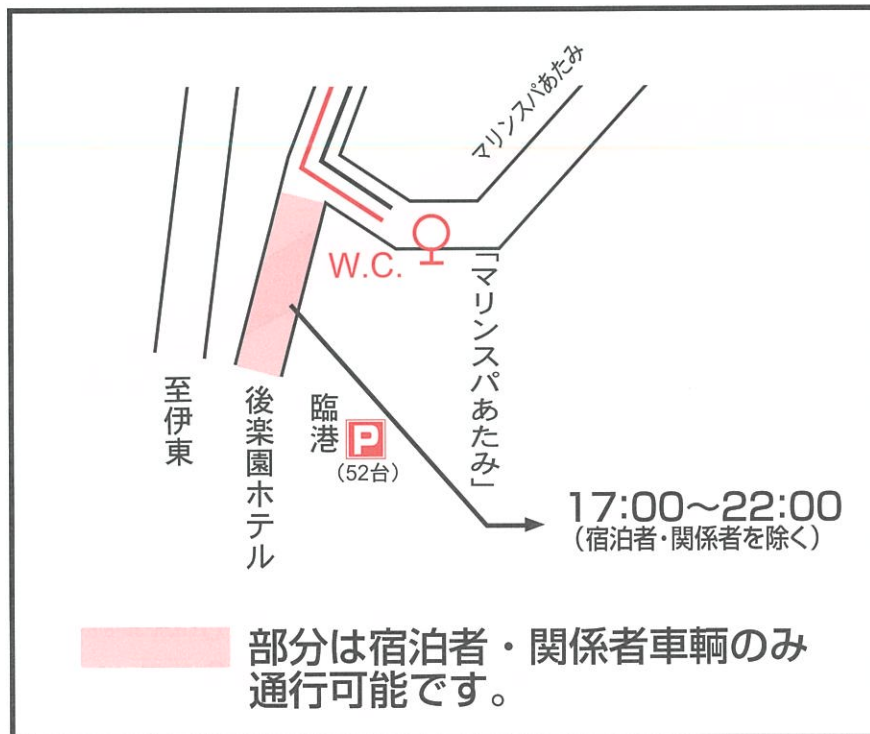 マリンスパあたみ
W.C.
「マリンスパあたみ」
至伊東
後楽園ホテル
臨港
P
(52台)
17:00〜22:00
(宿泊者・関係者を除く)
部分は宿泊者・関係者車輌のみ
通行可能です。